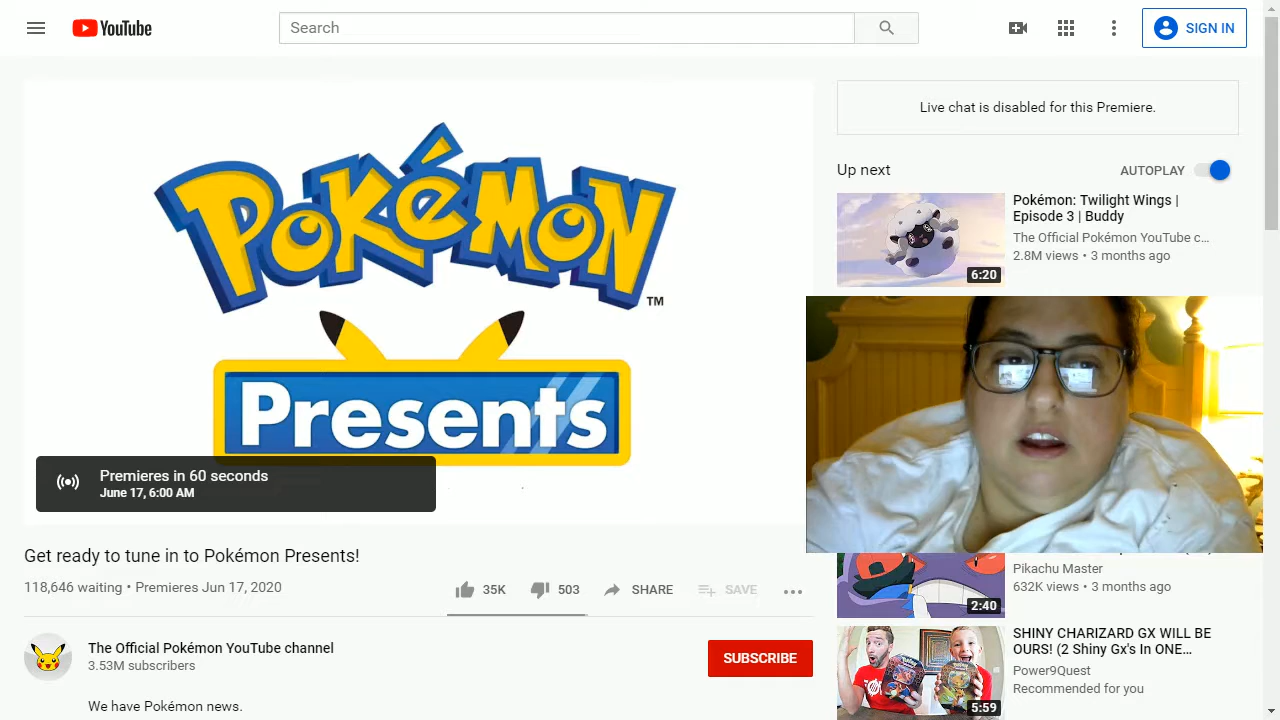 YouTube
Search
SIGN IN
POKéMON
TM
Presents
Premieres in 60 seconds
June 17, 6:00 AM
Get ready to tune in to Pokémon Presents!
118,646 waiting • Premieres Jun 17, 2020
35K
503
SHARE
SAVE
The Official Pokémon YouTube channel
3.53M subscribers
SUBSCRIBE
We have Pokémon news.
Live chat is disabled for this Premiere.
Up next
AUTOPLAY
Pokémon: Twilight Wings |
Episode 3 | Buddy
The Official Pokémon YouTube c...
2.8M views • 3 months ago
6:20
Pikachu Master
632K views • 3 months ago
2:40
SHINY CHARIZARD GX WILL BE
OURS! (2 Shiny Gx's In ONE...
Power9Quest
Recommended for you
5:59